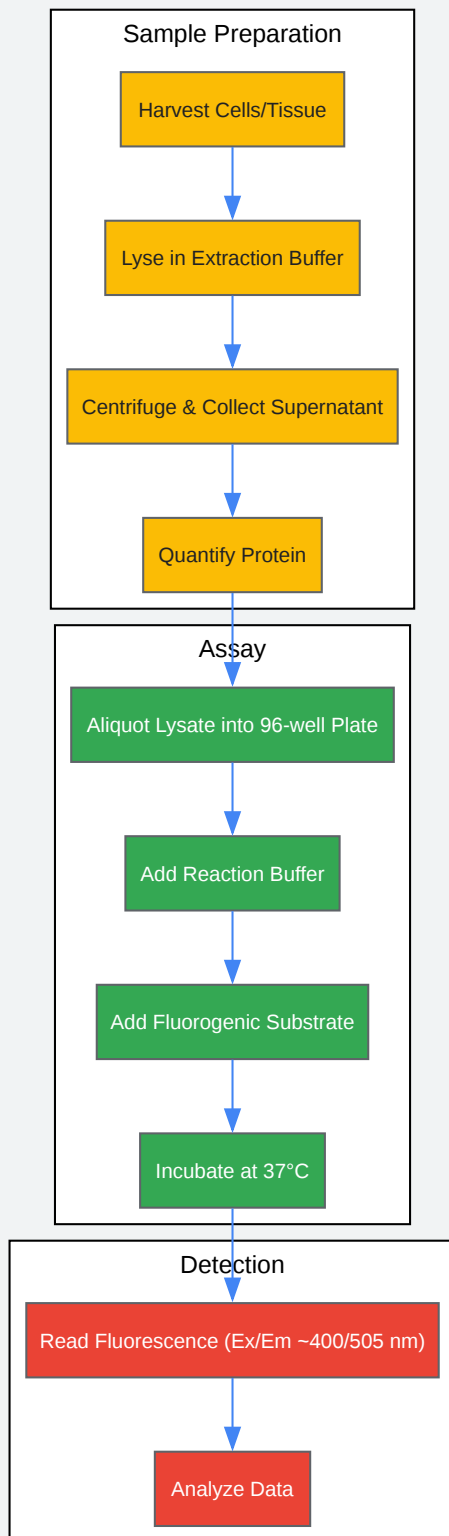 Sample Preparation
Harvest Cells/Tissue
Lyse in Extraction Buffer
Centrifuge & Collect Supernatant
Quantify Protein
Assay
Aliquot Lysate into 96-well Plate
Add Reaction Buffer
Add Fluorogenic Substrate
Incubate at 37°C
Detection
Read Fluorescence (Ex/Em ~400/505 nm)
Analyze Data